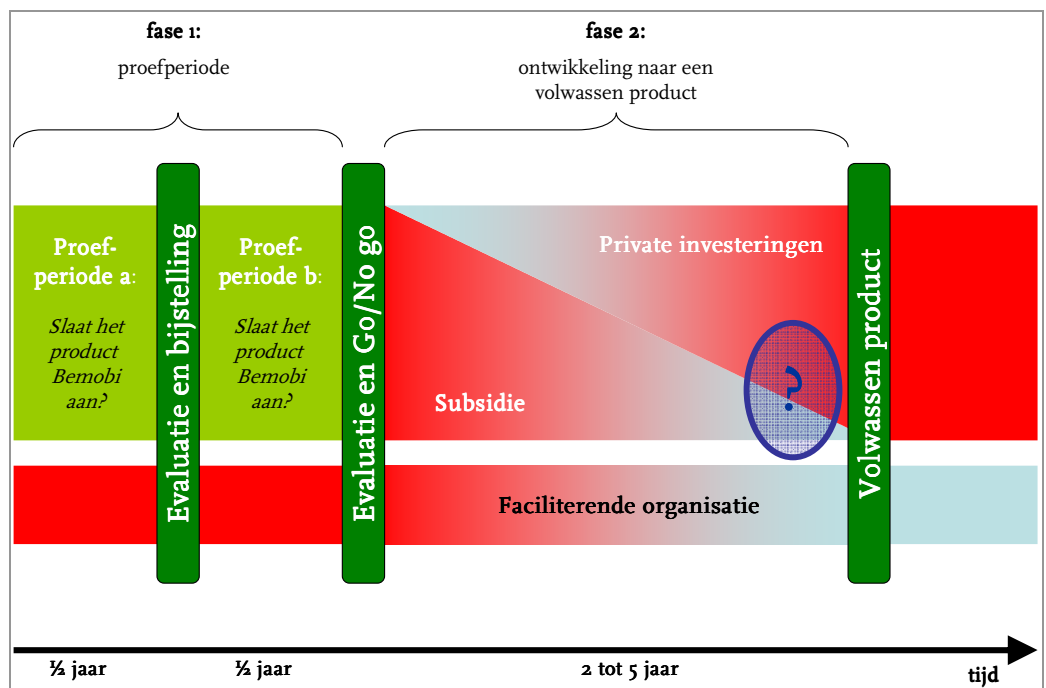 fase 1:
proefperiode
fase 2:
ontwikkeling naar een
volwassen product
Proef-
periode a:
Slaat het
product
Bemobi
aan?
Evaluatie en bijstelling
Proef-
periode b:
Slaat het
product
Bemobi
aan?
Evaluatie en Go/No go
Private investeringen
Subsidie
?
Volwassen product
Faciliterende organisatie
½ jaar
½ jaar
2 tot 5 jaar
tijd